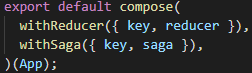 export default compose(
withReducer({ key, reducer }),
withSaga({ key, saga }),
)(App);